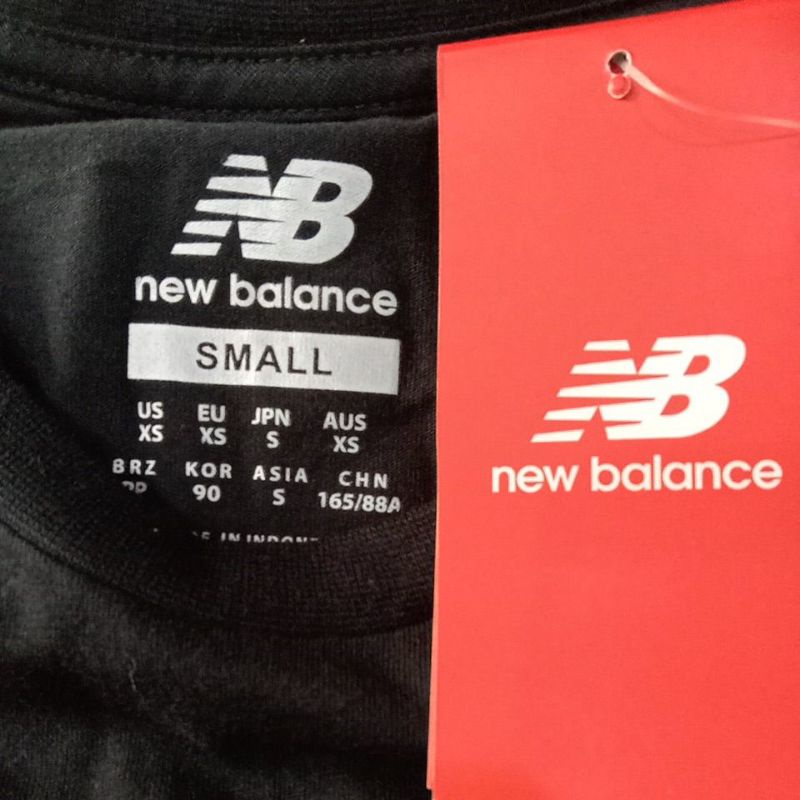 NB
new balance
SMALL
US EU JPN AUS
XS XS S XS
BRZ KOR ASIA CHN
90 S 165/88A
IN
NB
new balance